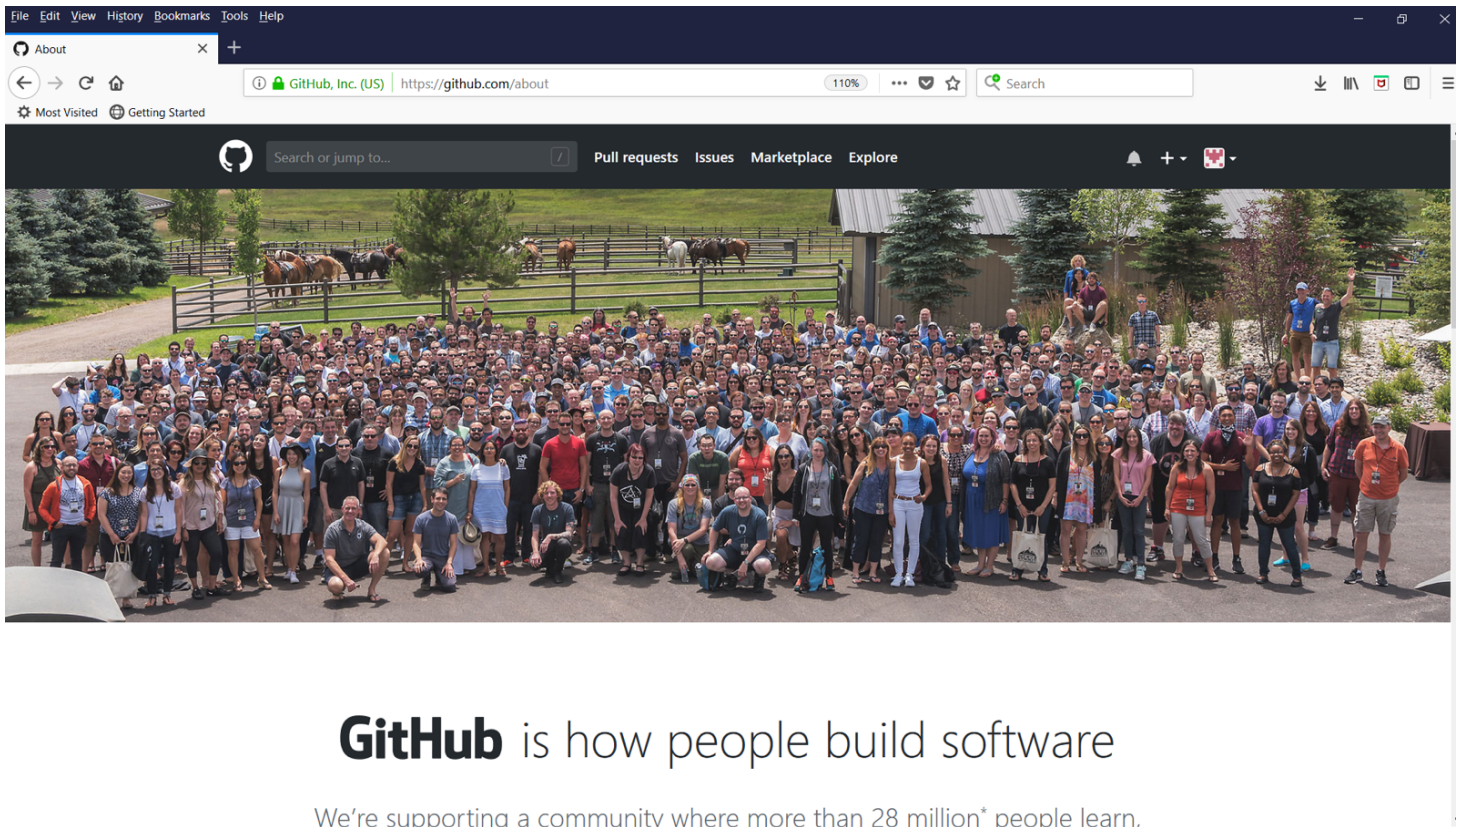 File Edit View History Bookmarks Tools Help
About
GitHub, Inc. (US) https://github.com/about 110% Search
Most Visited Getting Started
Search or jump to... / Pull requests Issues Marketplace Explore
GitHub is how people build software
We're supporting a community where more than 28 million* people learn,